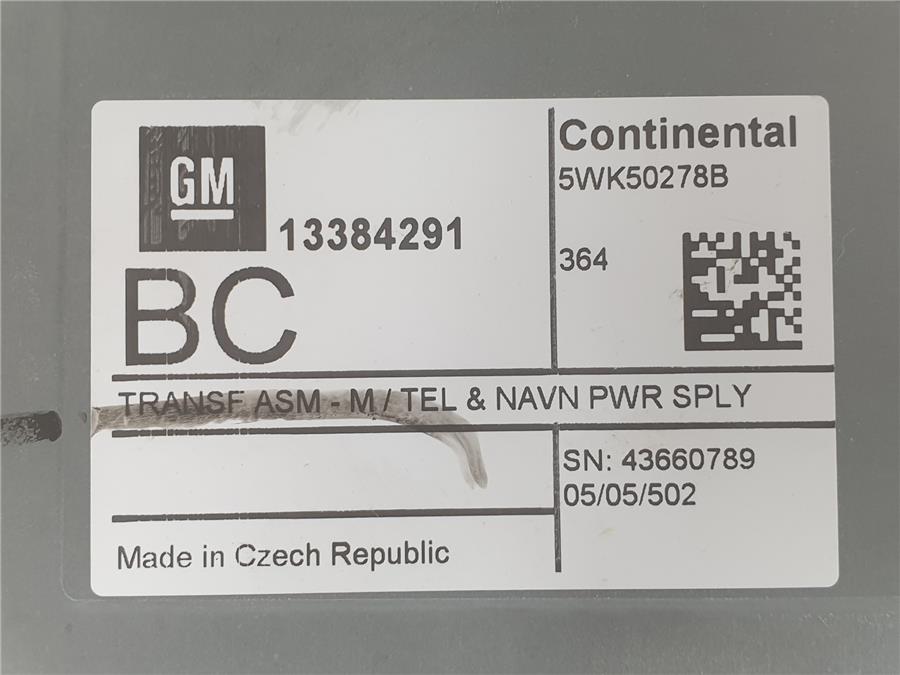 GM
13384291
BC
Continental
5WK50278B
364
TRANSF ASM - M / TEL & NAVN PWR SPLY
SN: 43660789
05/05/502
Made in Czech Republic